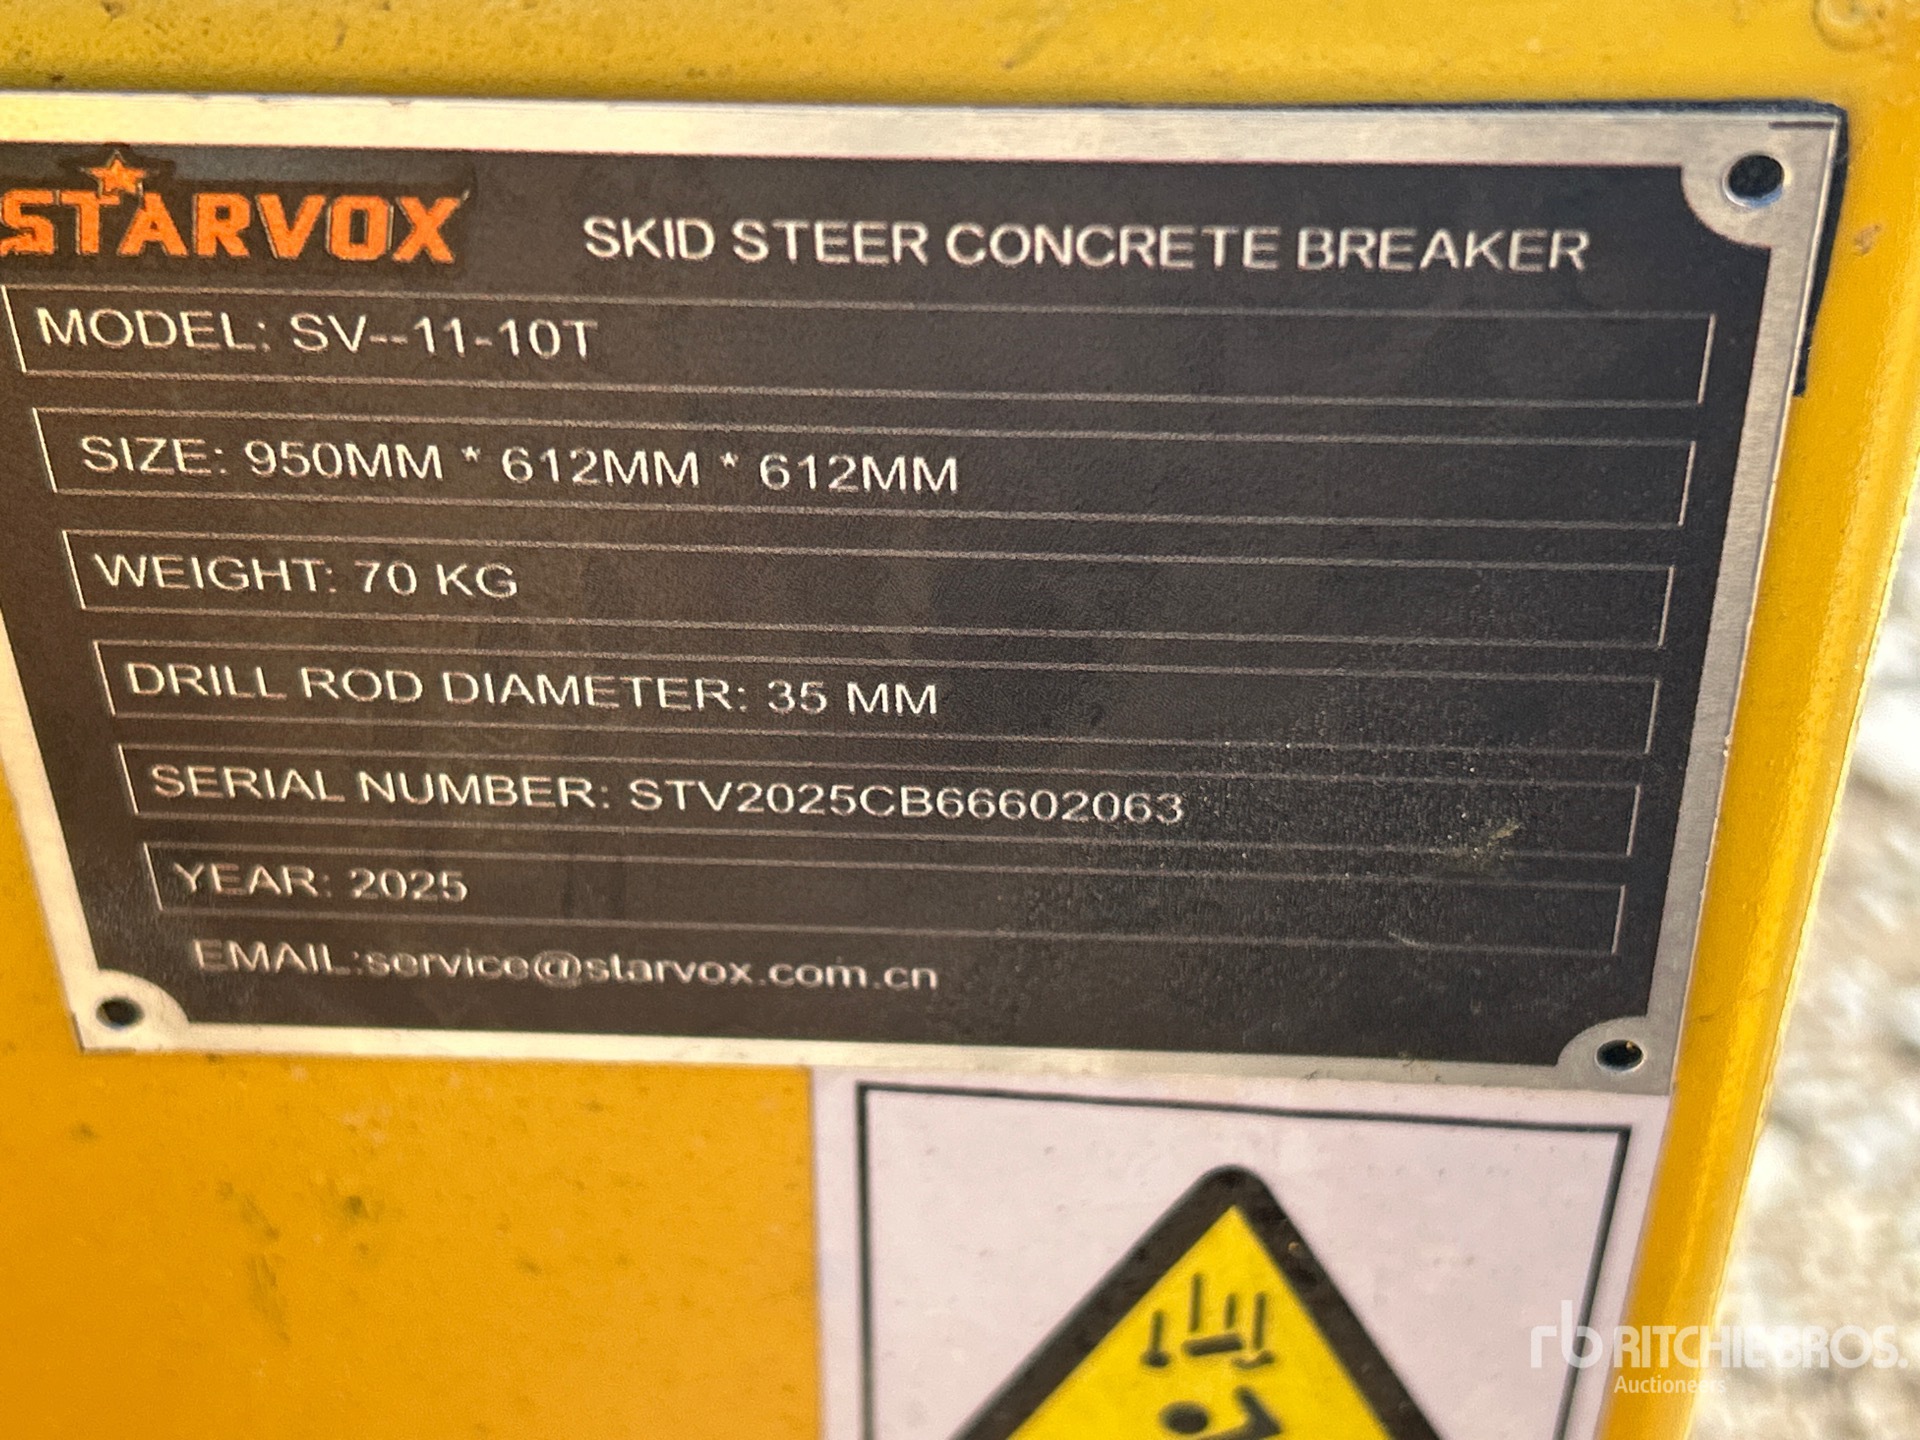 STARVOX
SKID STEER CONCRETE BREAKER
MODEL: SV--11-10T
SIZE: 950MM * 612MM * 612MM
WEIGHT: 70 KG
DRILL ROD DIAMETER: 35 MM
SERIAL NUMBER: STV2025CB66602063
YEAR: 2025
EMAIL:service@starvox.com.cn
rb RITCHIE BROS.
Auctioneers